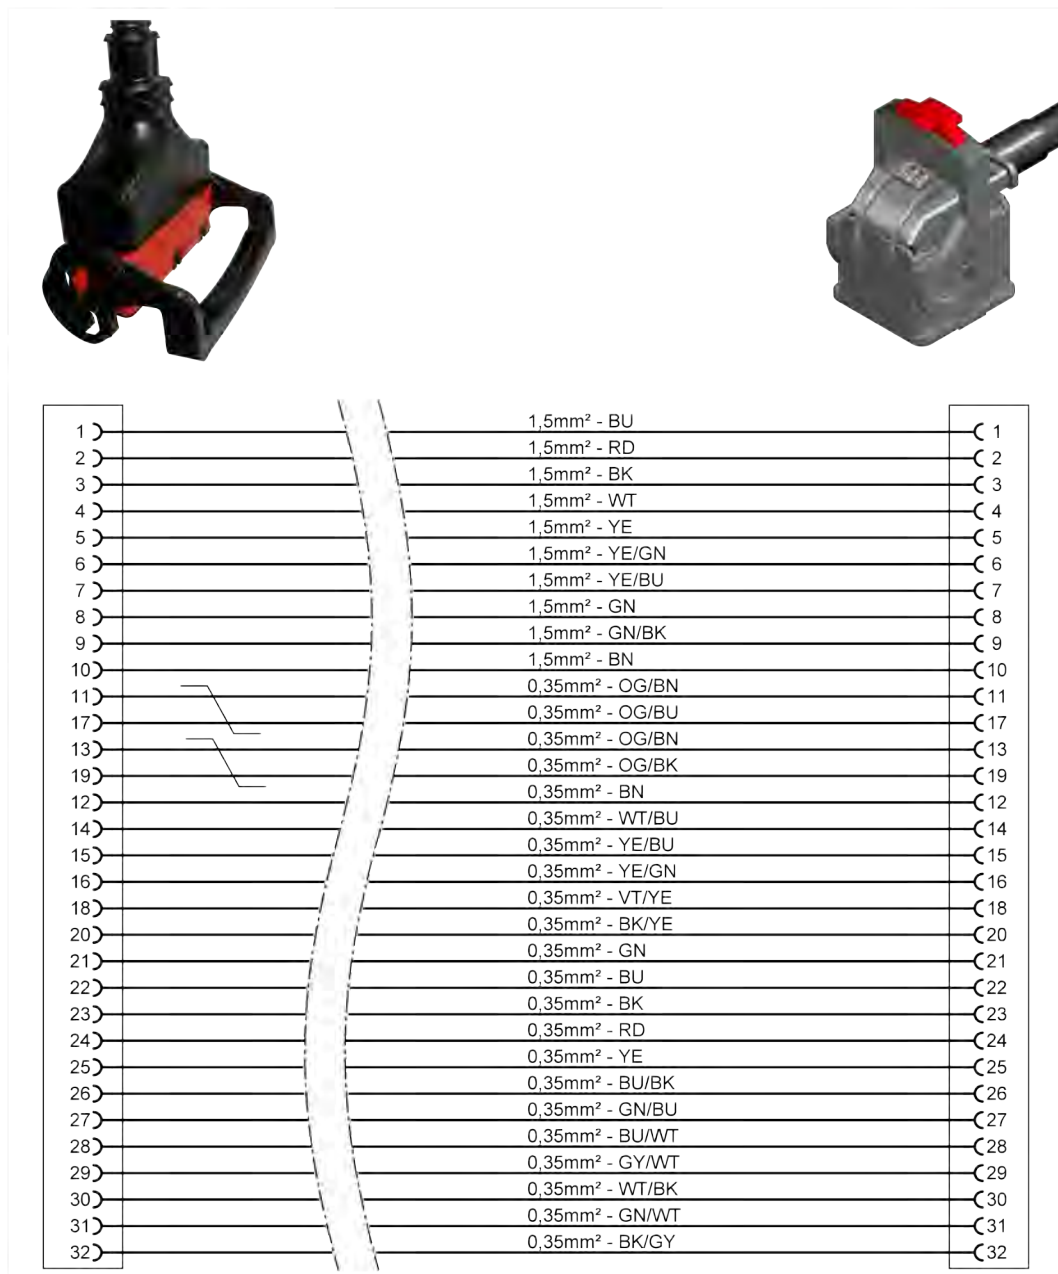 1 1,5mm² - BU 1
2 1,5mm² - RD 2
3 1,5mm² - BK 3
4 1,5mm² - WT 4
5 1,5mm² - YE 5
6 1,5mm² - YE/GN 6
7 1,5mm² - YE/BU 7
8 1,5mm² - GN 8
9 1,5mm² - GN/BK 9
10 1,5mm² - BN 10
11 0,35mm² - OG/BN 11
17 0,35mm² - OG/BU 17
13 0,35mm² - OG/BN 13
19 0,35mm² - OG/BK 19
12 0,35mm² - BN 12
14 0,35mm² - WT/BU 14
15 0,35mm² - YE/BU 15
16 0,35mm² - YE/GN 16
18 0,35mm² - VT/YE 18
20 0,35mm² - BK/YE 20
21 0,35mm² - GN 21
22 0,35mm² - BU 22
23 0,35mm² - BK 23
24 0,35mm² - RD 24
25 0,35mm² - YE 25
26 0,35mm² - BU/BK 26
27 0,35mm² - GN/BU 27
28 0,35mm² - BU/WT 28
29 0,35mm² - GY/WT 29
30 0,35mm² - WT/BK 30
31 0,35mm² - GN/WT 31
32 0,35mm² - BK/GY 32